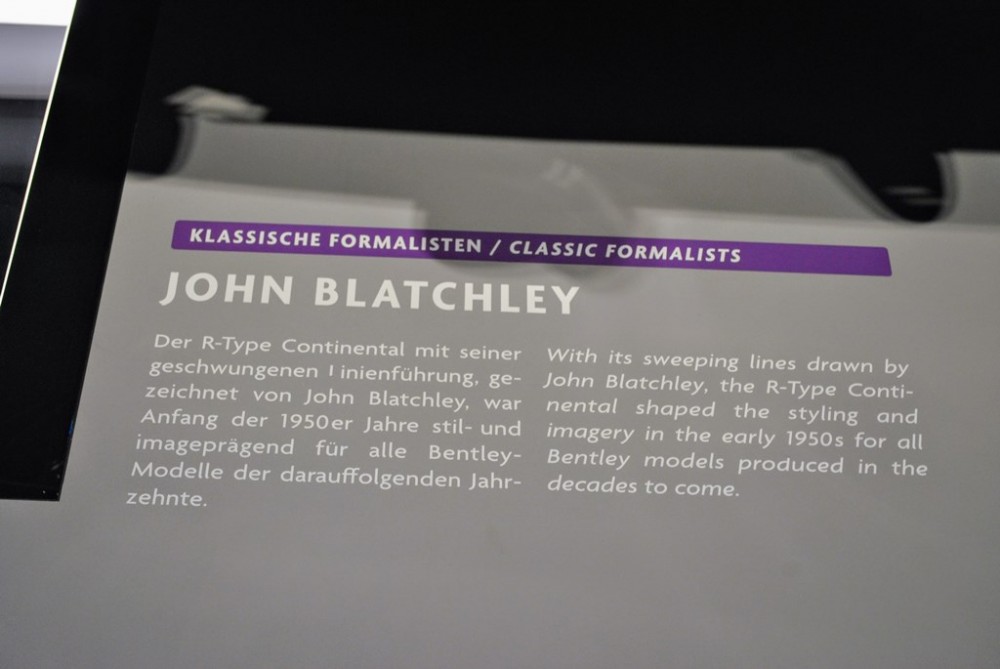 KLASSISCHE FORMALISTEN / CLASSIC FORMALISTS
JOHN BLATCHLEY
Der R-Type Continental mit seiner
geschwungenen Linienführung, ge-
zeichnet von John Blatchley, war
Anfang der 1950er Jahre stil- und
imageprägend für alle Bentley-
Modelle der darauffolgenden Jahr-
zehnte.
With its sweeping lines drawn by
John Blatchley, the R-Type Conti-
nental shaped the styling and
imagery in the early 1950s for all
Bentley models produced in the
decades to come.